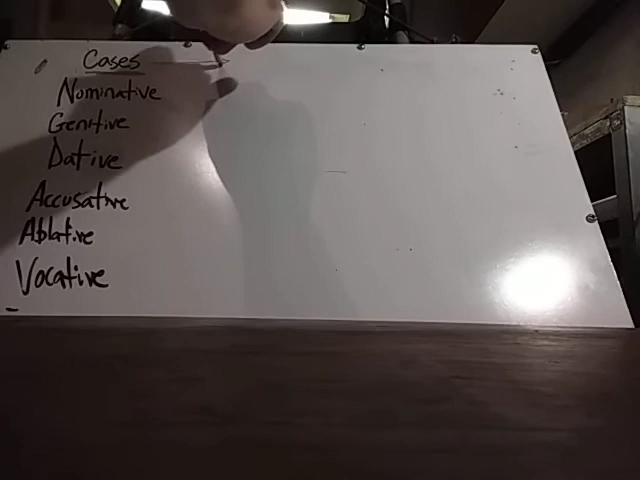 Cases
Nominative
Genitive
Dative
Accusative
Ablative
Vocative